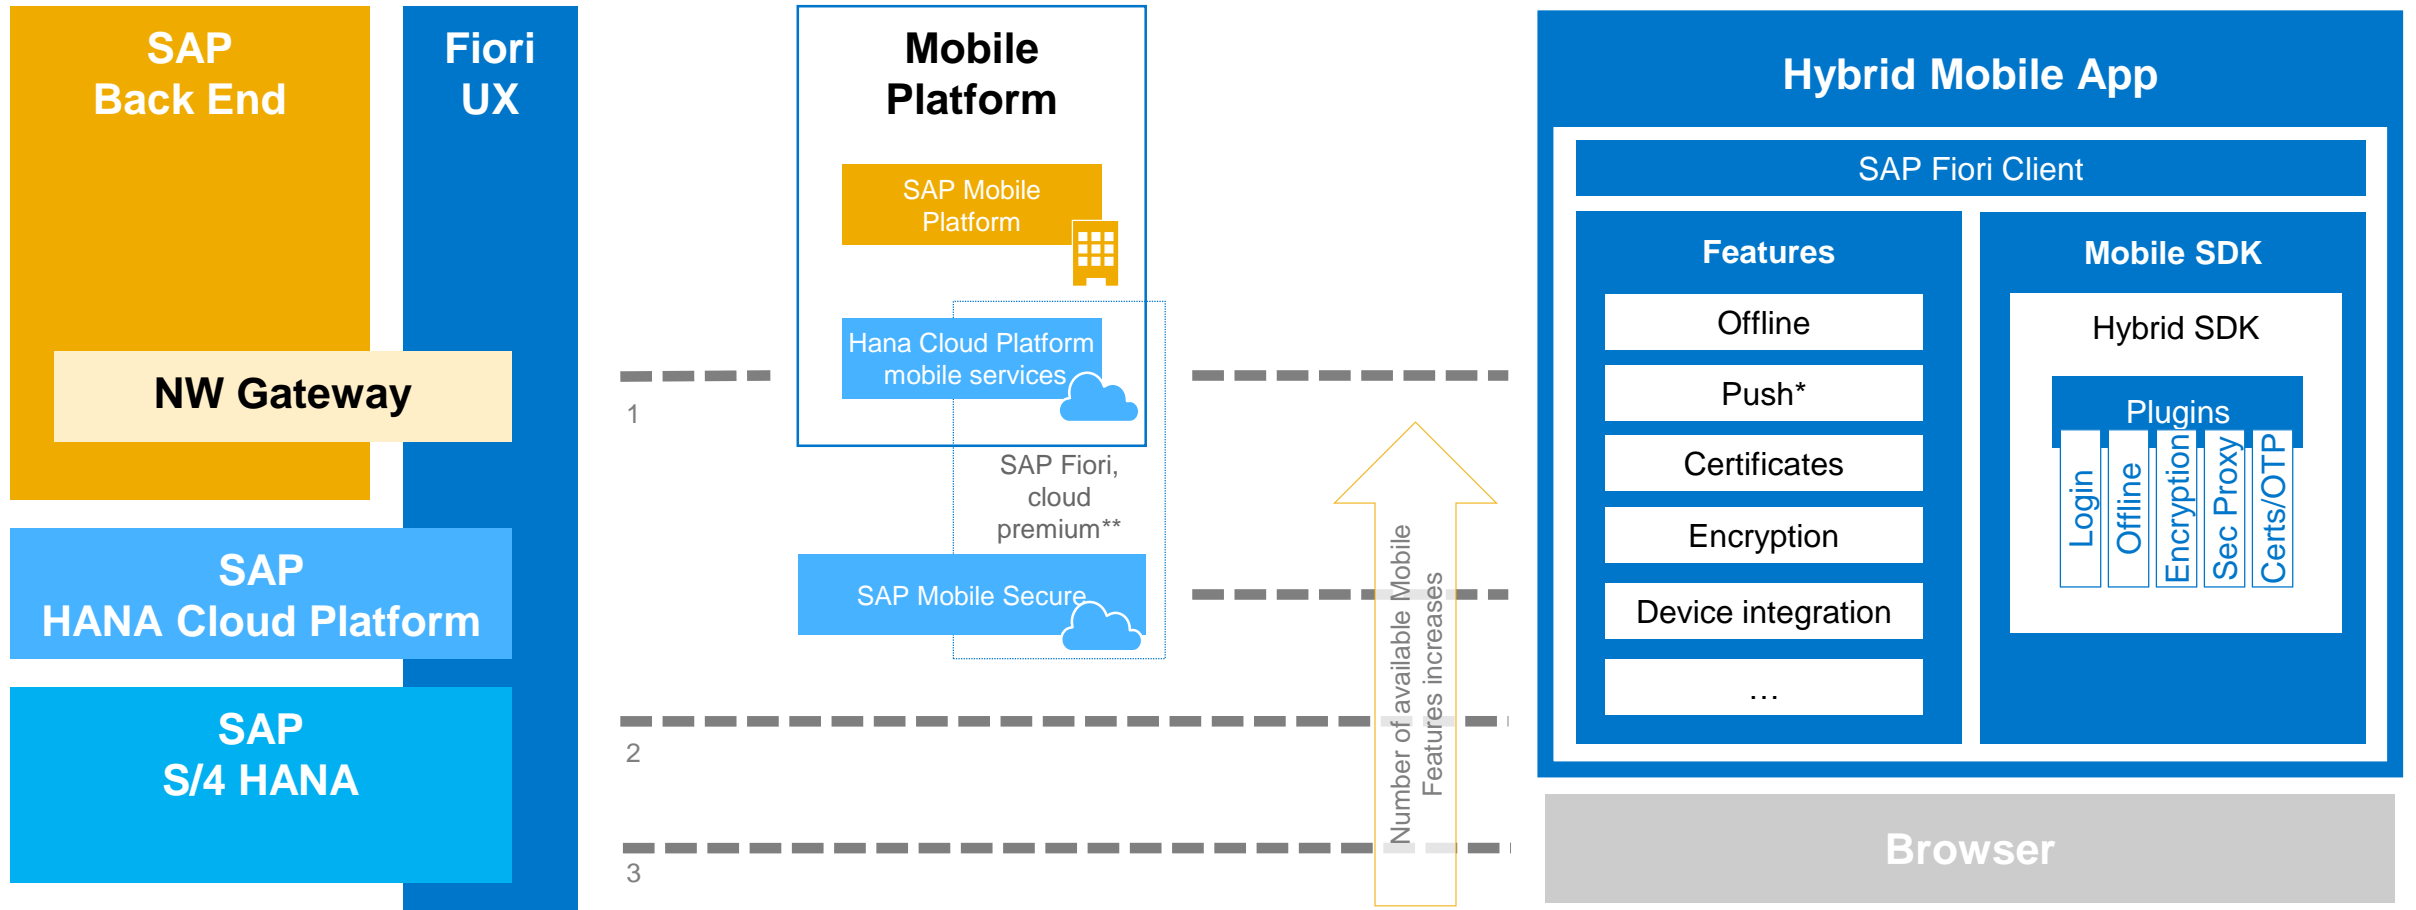 SAP
Back End
Fiori
UX
NW Gateway
SAP
HANA Cloud Platform
SAP
S/4 HANA
Mobile
Platform
SAP Mobile
Platform
Hana Cloud Platform
mobile services
SAP Fiori,
cloud
premium**
SAP Mobile Secure
1
2
3
Number of available Mobile
Features increases
Hybrid Mobile App
SAP Fiori Client
Features
Offline
Push*
Certificates
Encryption
Device integration
...
Mobile SDK
Hybrid SDK
Plugins
Login
Offline
Encryption
Sec Proxy
Certs/OTP
Browser